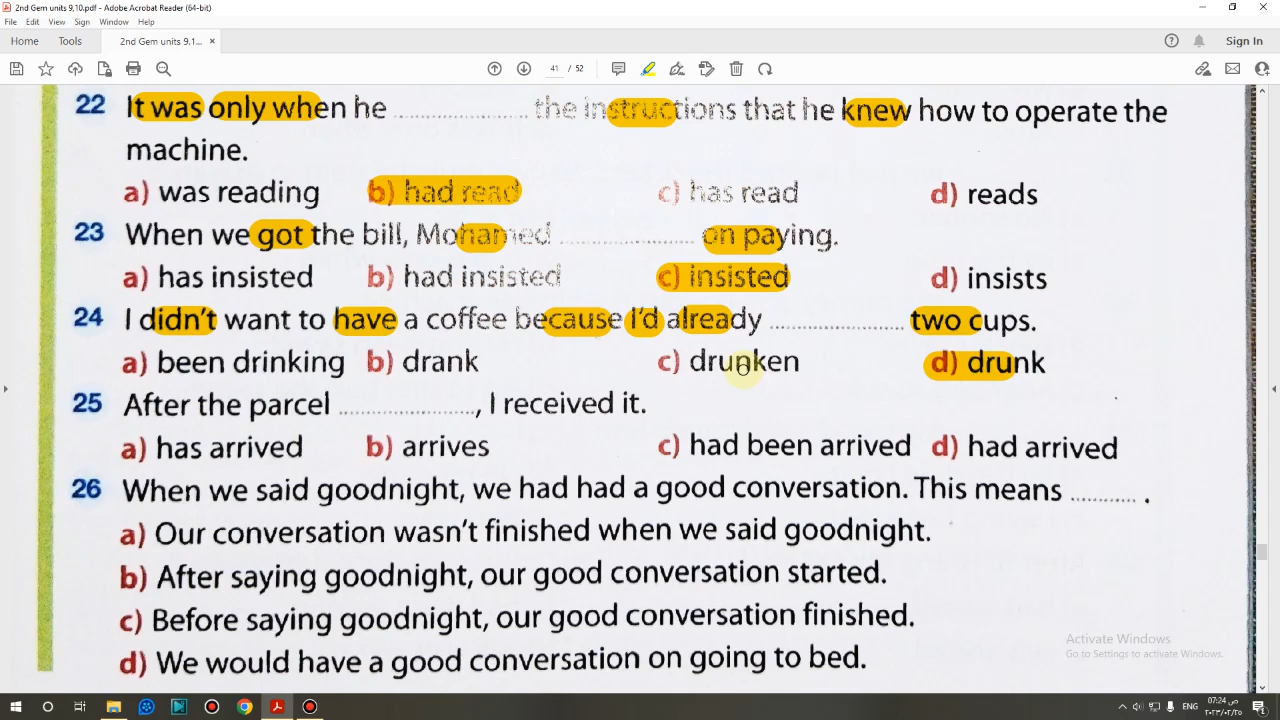 2nd Gem units 9,10.pdf - Adobe Acrobat Reader (64-bit)
File Edit View Sign Window Help
Home Tools 2nd Gem units 9,1... × Sign In
41 / 52
22 It was only when he .................... the instructions that he knew how to operate the
machine.
a) was reading b) had read c) has read d) reads
23 When we got the bill, Mohamed .................... on paying.
a) has insisted b) had insisted c) insisted d) insists
24 I didn't want to have a coffee because I'd already .................... two cups.
a) been drinking b) drank c) drunken d) drunk
25 After the parcel ...................., I received it.
a) has arrived b) arrives c) had been arrived d) had arrived
26 When we said goodnight, we had had a good conversation. This means .......... .
a) Our conversation wasn't finished when we said goodnight.
b) After saying goodnight, our good conversation started.
c) Before saying goodnight, our good conversation finished.
d) We would have a good conversation on going to bed.
Activate Windows
Go to Settings to activate Windows.
ENG 07:24 ص